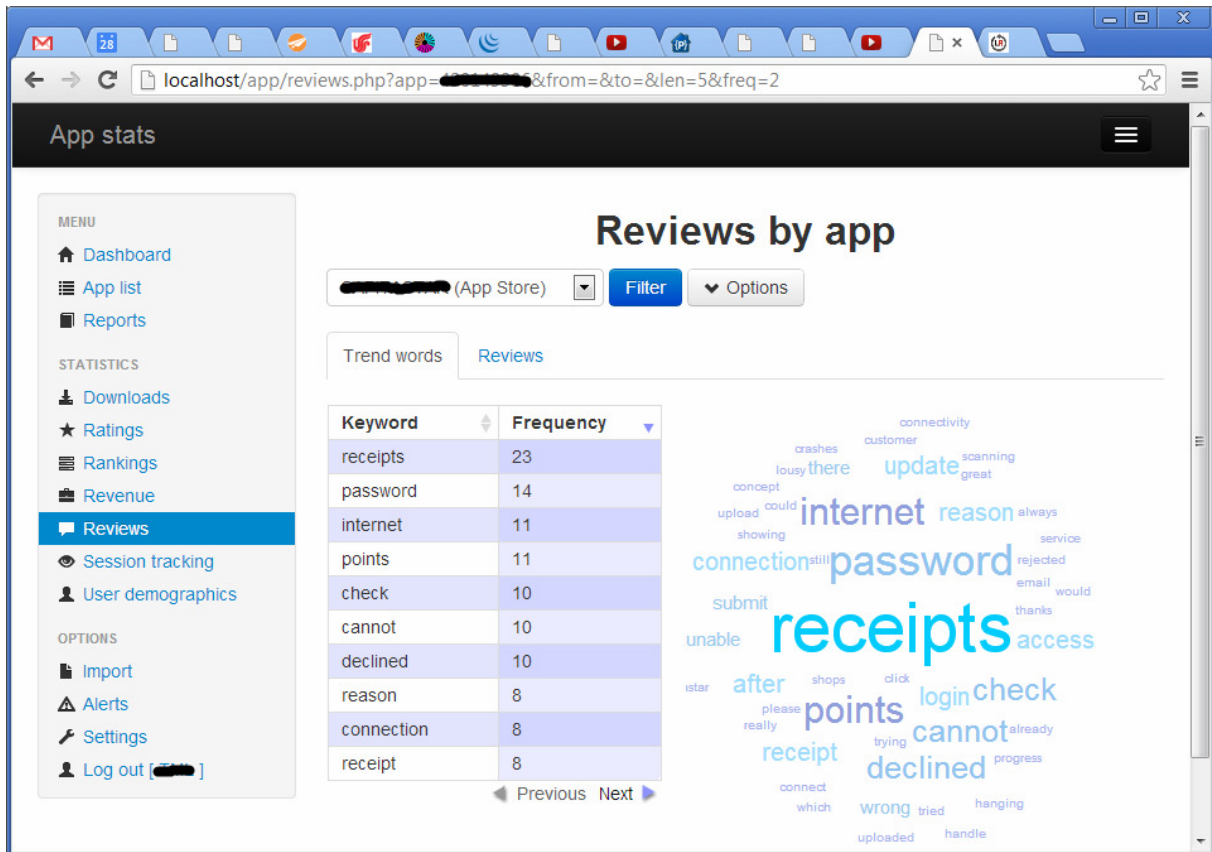 28
localhost/app/reviews.php?app= &from=&to=&len=5&freq=2
App stats
MENU
Dashboard
App list
Reports
STATISTICS
Downloads
Ratings
Rankings
Revenue
Reviews
Session tracking
User demographics
OPTIONS
Import
Alerts
Settings
Log out [ ]
Reviews by app
(App Store) Filter Options
Trend words Reviews
Keyword Frequency
receipts 23
password 14
internet 11
points 11
check 10
cannot 10
declined 10
reason 8
connection 8
receipt 8
Previous Next
connectivity
customer
crashes
scanning
lousy there update great
concept
upload could internet reason always
showing service
connection still password rejected
email would
submit thanks
unable receipts access
istar after shops click login check
please points
really trying cannot already
receipt declined progress
connect
which wrong tried hanging
uploaded handle